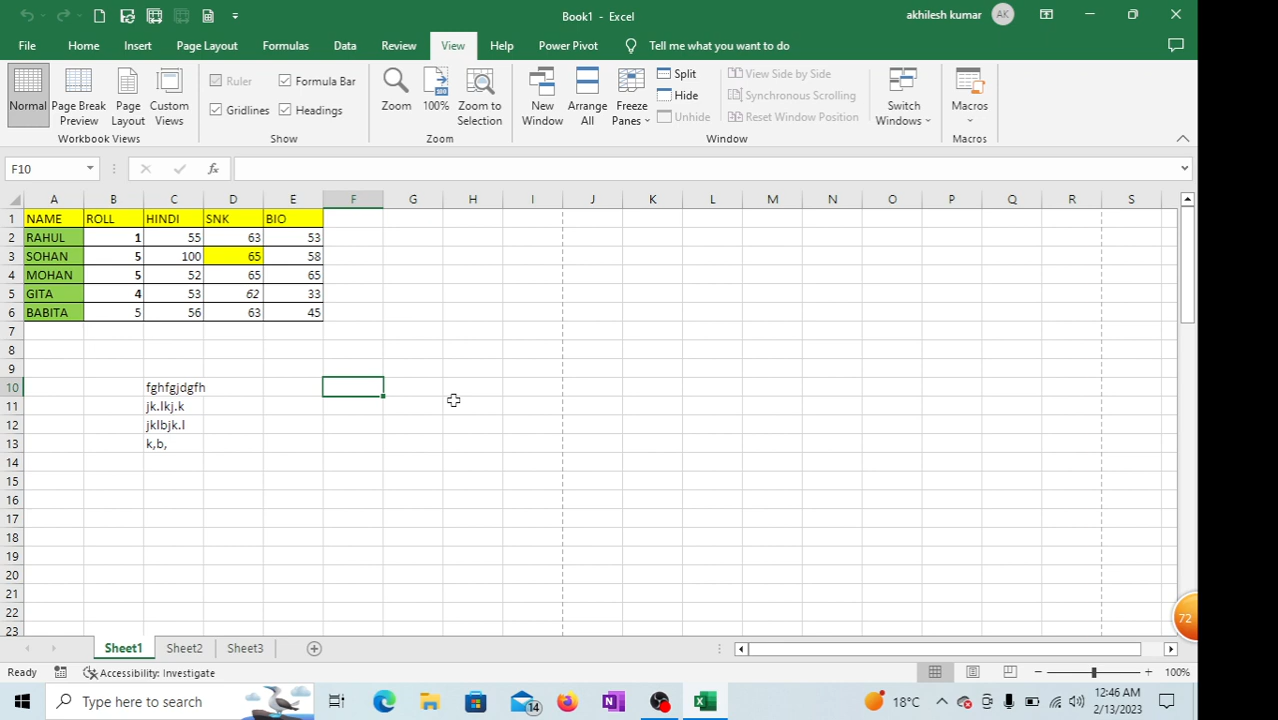 Book1 - Excel
akhilesh kumar AK
File Home Insert Page Layout Formulas Data Review View Help Power Pivot Tell me what you want to do
Normal
Page Break Preview
Page Layout
Custom Views
Workbook Views
Ruler Formula Bar
Gridlines Headings
Show
Zoom
100%
Zoom to Selection
Zoom
New Window
Arrange All
Freeze Panes
Split
Hide
Unhide
View Side by Side
Synchronous Scrolling
Reset Window Position
Window
Switch Windows
Macros
Macros
F10 fx
A B C D E F G H I J K L M N O P Q R S
1 NAME ROLL HINDI SNK BIO
2 RAHUL 1 55 63 53
3 SOHAN 5 100 65 58
4 MOHAN 5 52 65 65
5 GITA 4 53 62 33
6 BABITA 5 56 63 45
7
8
9
10 fghfgjdgfh
11 jk.lkj.k
12 jklbjk.l
13 k,b,
14
15
16
17
18
19
20
21
22
23
72
Sheet1 Sheet2 Sheet3
Ready Accessibility: Investigate 100%
Type here to search
14
18°C
12:46 AM
2/13/2023